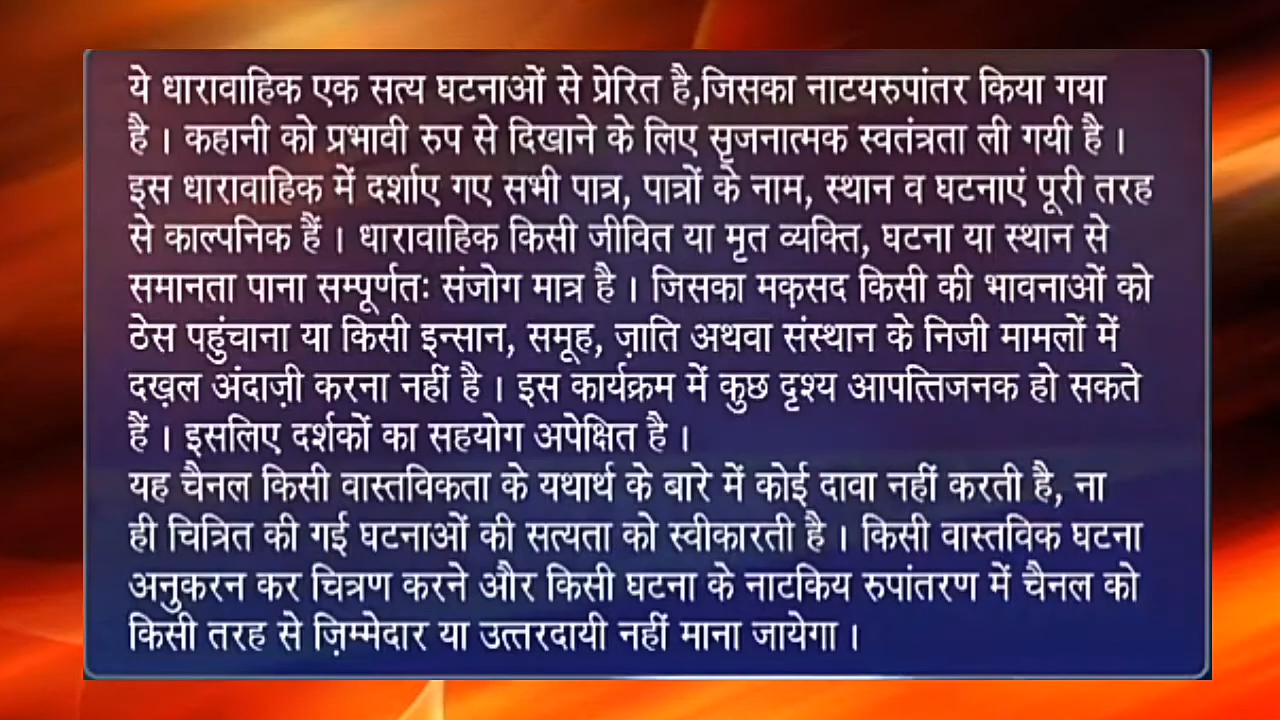 ये धारावाहिक एक सत्य घटनाओं से प्रेरित है,जिसका नाटयरुपांतर किया गया
है । कहानी को प्रभावी रुप से दिखाने के लिए सृजनात्मक स्वतंत्रता ली गयी है ।
इस धारावाहिक में दर्शाए गए सभी पात्र, पात्रों के नाम, स्थान व घटनाएं पूरी तरह
से काल्पनिक हैं । धारावाहिक किसी जीवित या मृत व्यक्ति, घटना या स्थान से
समानता पाना सम्पूर्णतः संजोग मात्र है । जिसका मक़सद किसी की भावनाओं को
ठेस पहुंचाना या किसी इन्सान, समूह, ज़ाति अथवा संस्थान के निजी मामलों में
दख़ल अंदाज़ी करना नहीं है । इस कार्यक्रम में कुछ दृश्य आपत्तिजनक हो सकते
हैं । इसलिए दर्शकों का सहयोग अपेक्षित है ।
यह चैनल किसी वास्तविकता के यथार्थ के बारे में कोई दावा नहीं करती है, ना
ही चित्रित की गई घटनाओं की सत्यता को स्वीकारती है । किसी वास्तविक घटना
अनुकरन कर चित्रण करने और किसी घटना के नाटकिय रुपांतरण में चैनल को
किसी तरह से ज़िम्मेदार या उत्तरदायी नहीं माना जायेगा ।